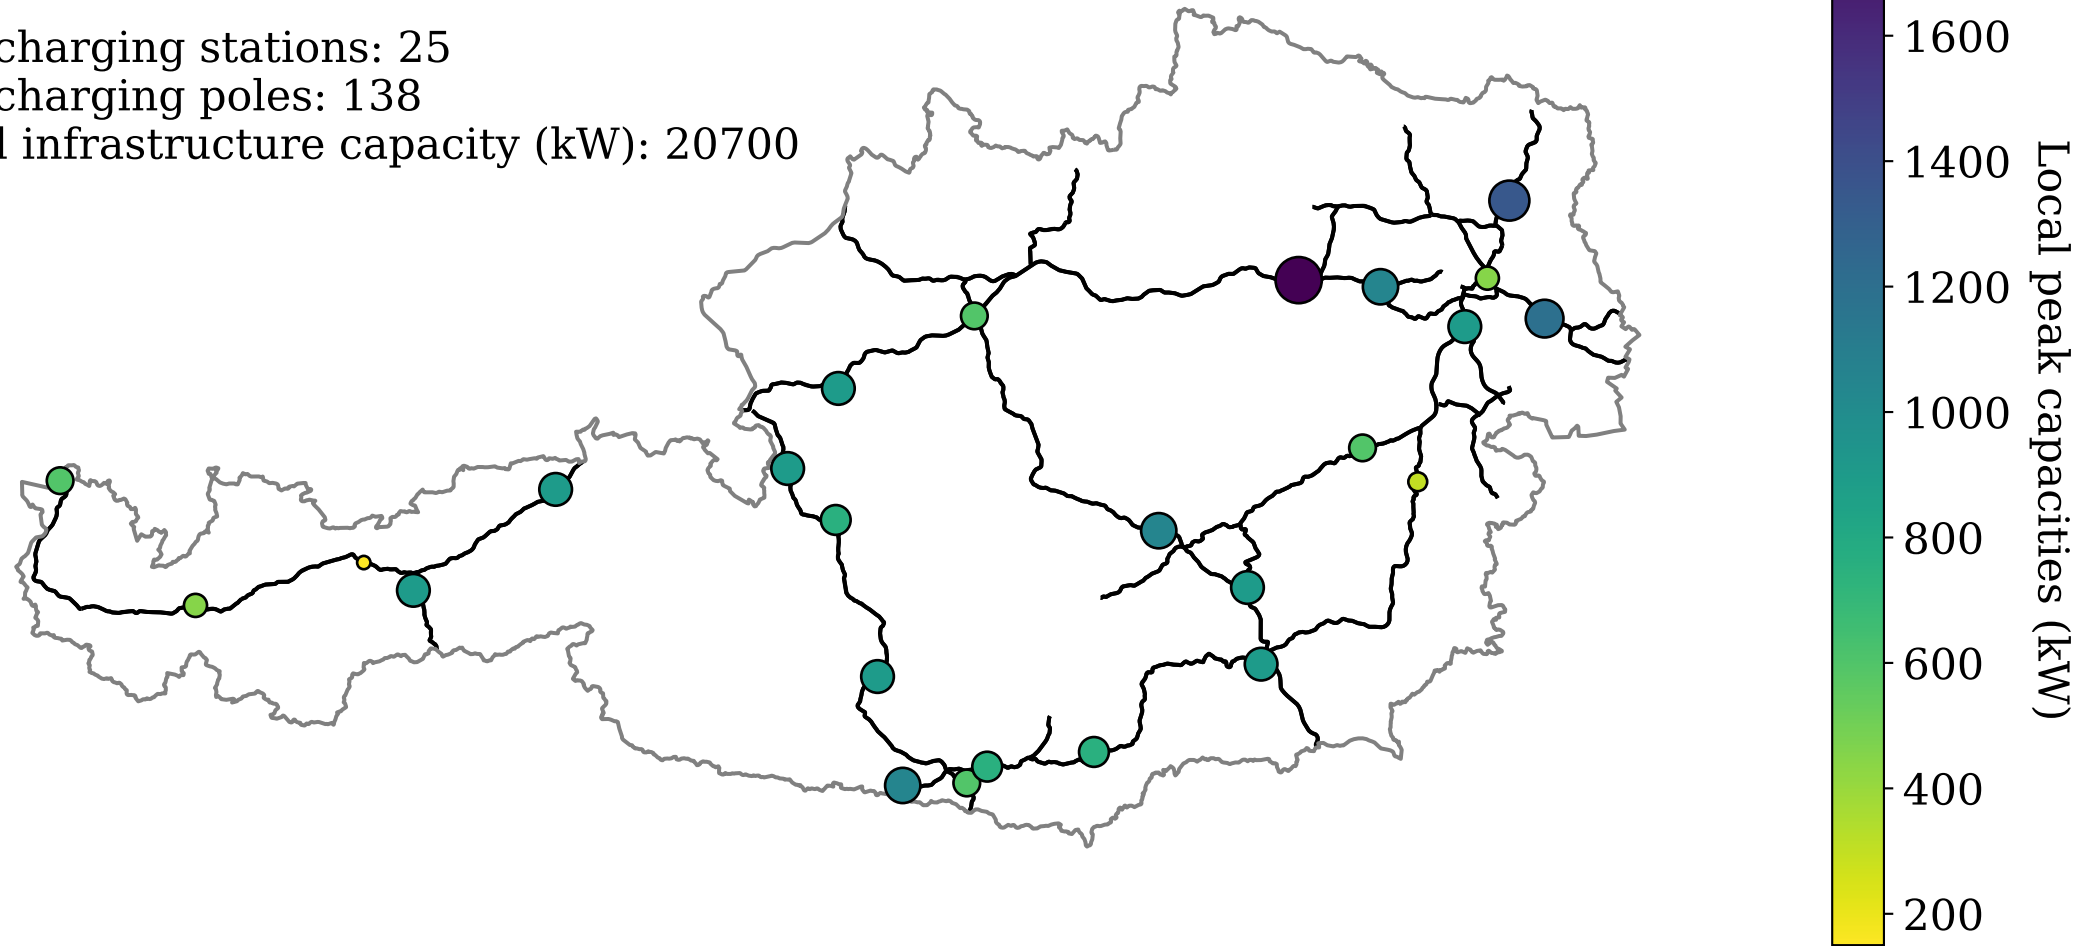 charging stations: 25
charging poles: 138
infrastructure capacity (kW): 20700
1600
1400
1200
1000
800
600
400
200
Local peak capacities (kW)